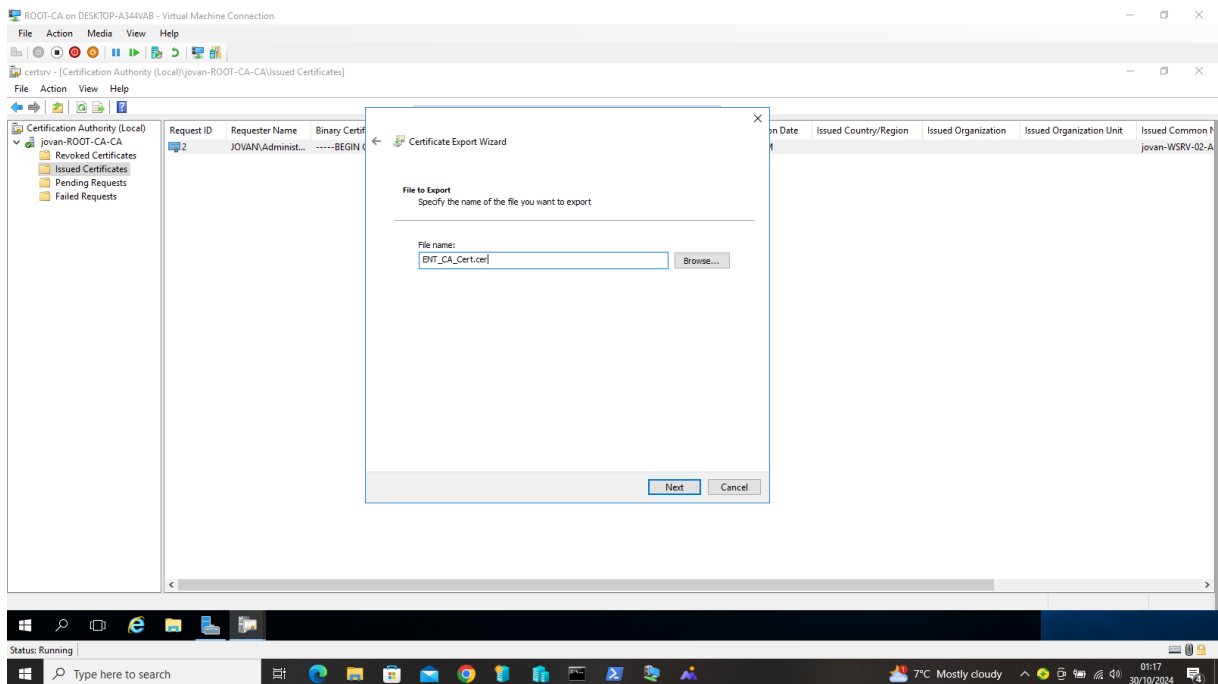 ROOT-CA on DESKTOP-A344VAB - Virtual Machine Connection
File Action Media View Help
certsrv - [Certification Authority (Local)\jovan-ROOT-CA-CA\Issued Certificates]
File Action View Help
Certification Authority (Local)
jovan-ROOT-CA-CA
Revoked Certificates
Issued Certificates
Pending Requests
Failed Requests
Request ID Requester Name Binary Certif
2 JOVAN\Administ... -----BEGIN C
on Date Issued Country/Region Issued Organization Issued Organization Unit Issued Common N
M jovan-WSRV-02-A
Certificate Export Wizard
File to Export
Specify the name of the file you want to export
File name:
ENT_CA_Cert.cer
Browse...
Next Cancel
Status: Running
Type here to search
7°C Mostly cloudy
01:17
30/10/2024